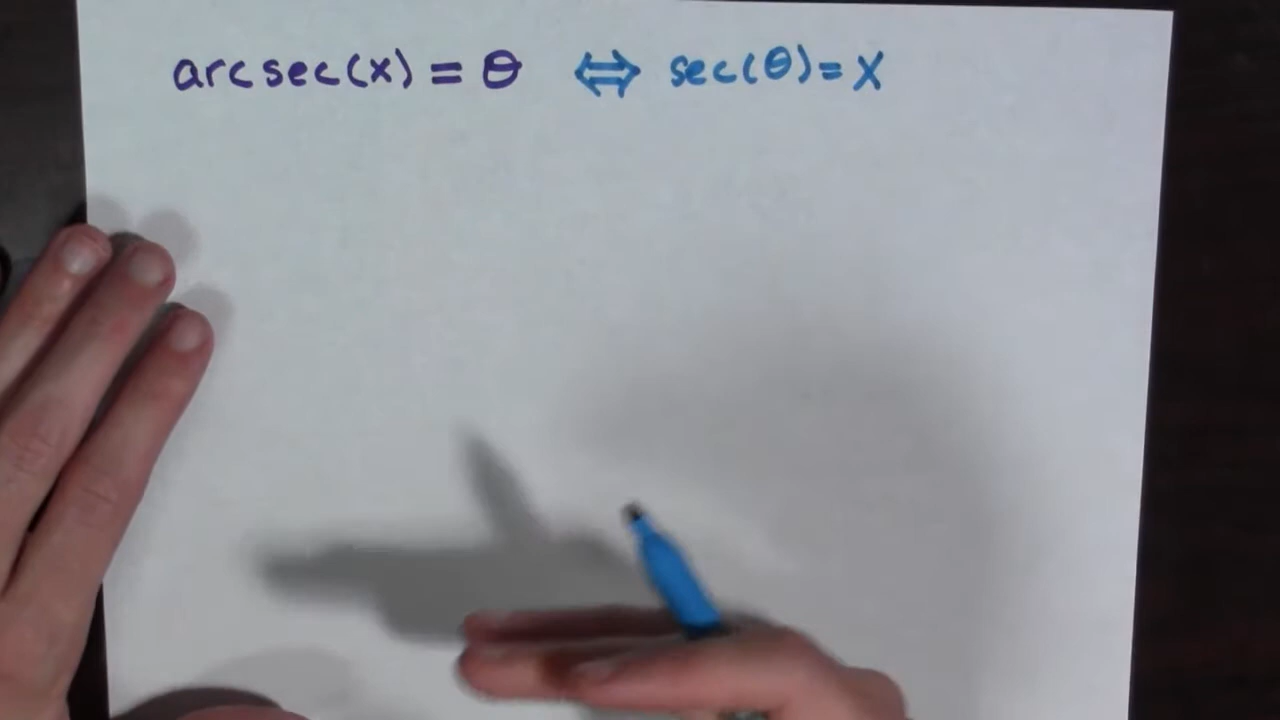 arcsec(x) = θ ⇔ sec(θ) = x